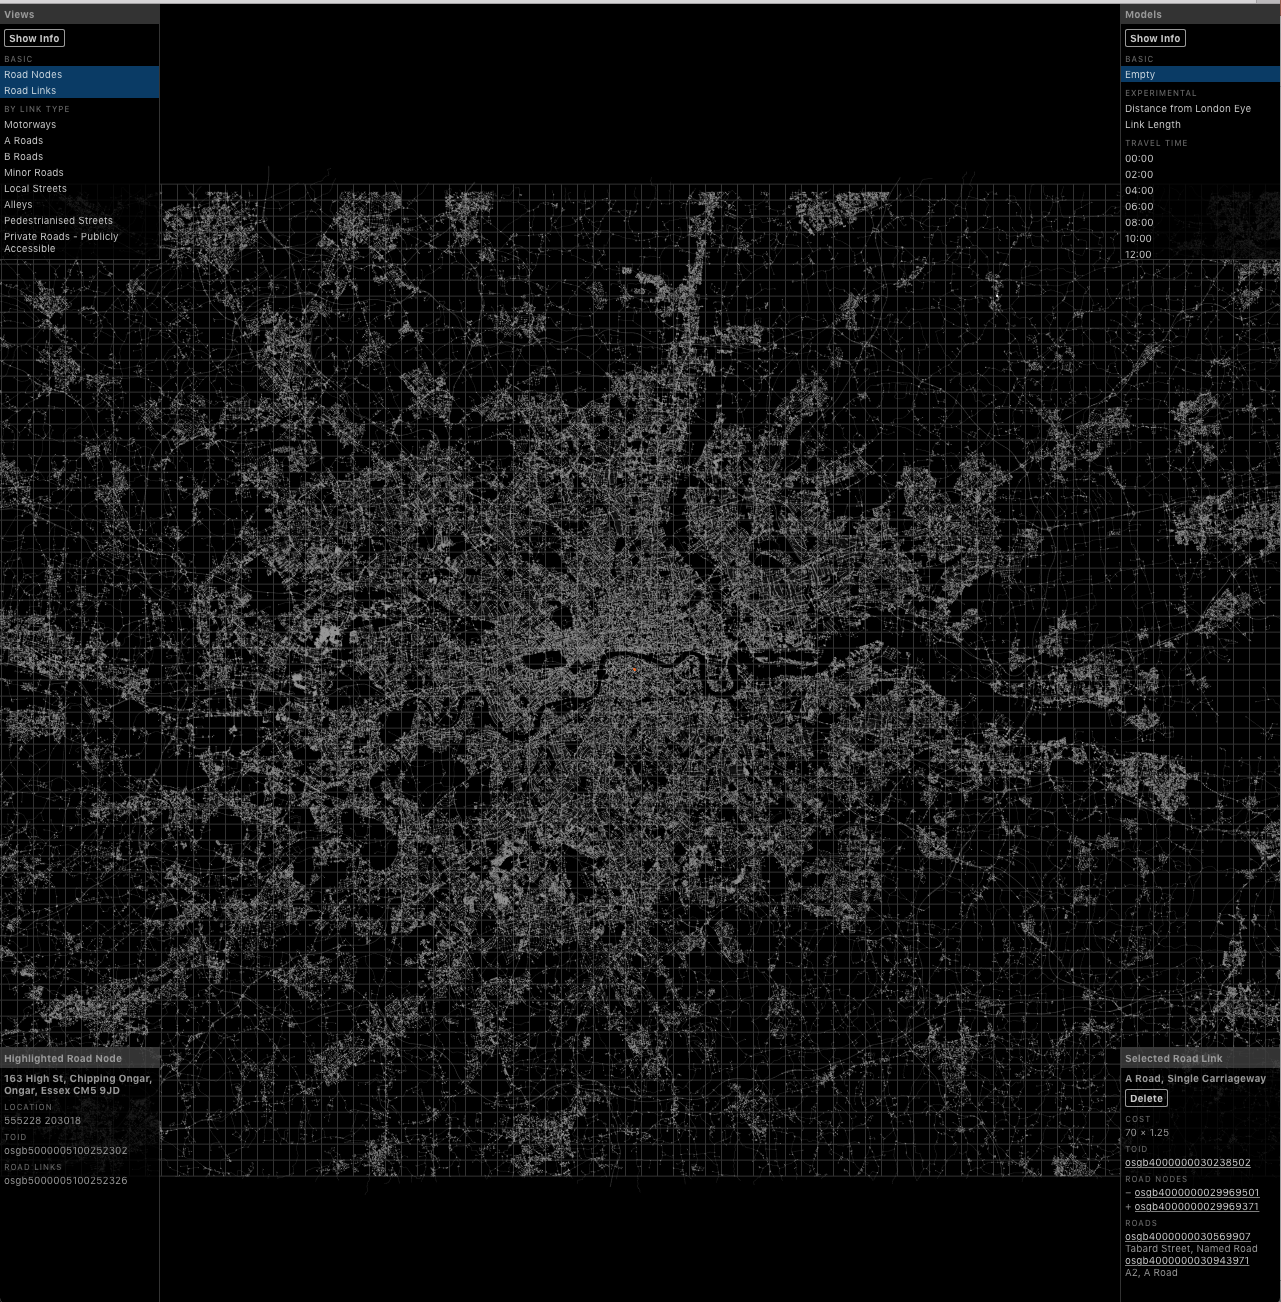 Views
Show Info
BASIC
Road Nodes
Road Links
BY LINK TYPE
Motorways
A Roads
B Roads
Minor Roads
Local Streets
Alleys
Pedestrianised Streets
Private Roads - Publicly
Accessible
Models
Show Info
BASIC
Empty
EXPERIMENTAL
Distance from London Eye
Link Length
TRAVEL TIME
00:00
02:00
04:00
06:00
08:00
10:00
12:00
Highlighted Road Node
163 High St, Chipping Ongar,
Ongar, Essex CM5 9JD
LOCATION
555228 203018
TOID
osgb5000005100252302
ROAD LINKS
osgb5000005100252326
Selected Road Link
A Road, Single Carriageway
Delete
COST
70 × 1.25
TOID
osgb4000000030238502
ROAD NODES
− osgb4000000029969501
+ osgb4000000029969371
ROADS
osgb4000000030569907
Tabard Street, Named Road
osgb4000000030943971
A2, A Road